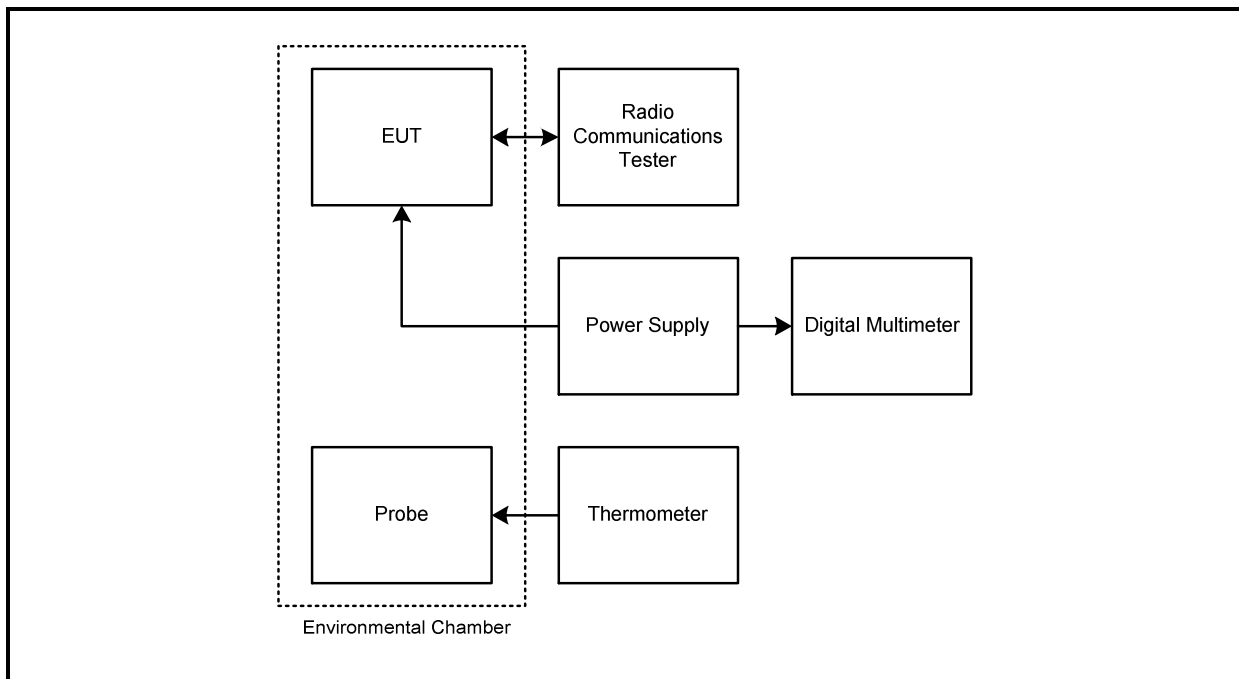 EUT
Radio
Communications
Tester
Power Supply
Digital Multimeter
Probe
Thermometer
Environmental Chamber